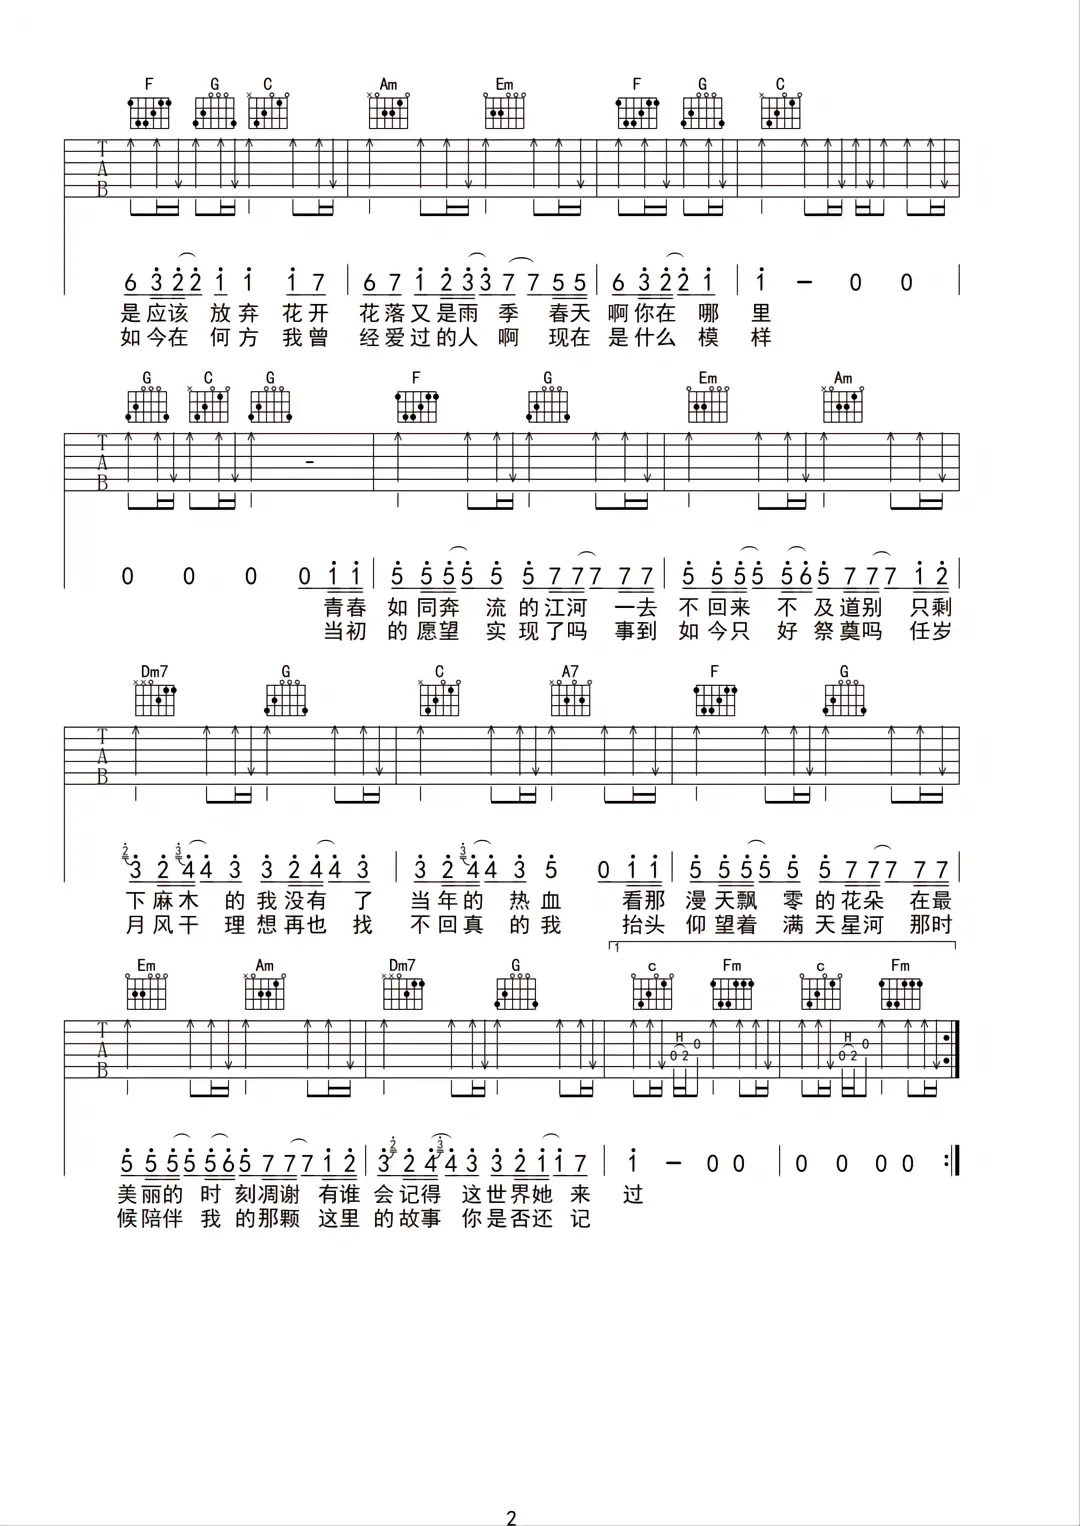 F G C Am Em F G C
T
A
B
6 3 2 2 1 1 1 7 6 7 1 2 3 3 7 7 5 5 6 3 2 2 1 1 - 0 0
是应该 放弃 花开 花落又是雨 季 春天 啊你在 哪 里
如今在 何方 我曾 经爱过的人 啊 现在 是什么 模 样
G C G F G Em Am
T
A
B
-
0 0 0 0 1 1 5 5 5 5 5 5 7 7 7 7 7 5 5 5 5 5 6 5 7 7 7 1 2
青春 如同奔 流 的江河 一去 不回来 不 及道别 只剩
当初 的愿望 实现了吗 事到 如今只 好 祭奠吗 任岁
Dm7 G C A7 F G
T
A
B
2 3 2 3 4 4 3 3 2 4 4 3 3 2 3 4 4 3 5 0 1 1 5 5 5 5 5 5 7 7 7 7 7
下麻木 的我没有 了 当年的 热血 看那 漫天飘 零的花朵 在最
月风干 理想再也 找 不回真 的我 抬头 仰望着 满天星河 那时
1
Em Am Dm7 G c Fm c Fm
T
A
B
H 0 2 0 H 0 2 0
5 5 5 5 5 6 5 7 7 7 1 2 3 2 2 4 3 4 3 3 2 1 1 7 1 - 0 0 0 0 0 0 :
美丽的 时 刻凋谢 有谁 会记得 这世界她 来 过
候陪伴 我 的那颗 这里 的故事 你是否还 记
2